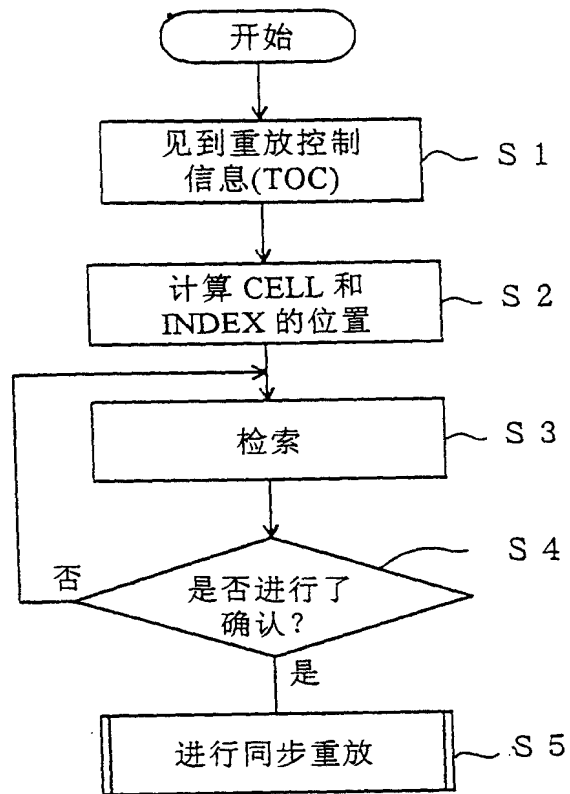 开始
见到重放控制
信息(TOC)
S 1
计算 CELL 和
INDEX 的位置
S 2
检索
S 3
是否进行了
确认?
S 4
否
是
进行同步重放
S 5